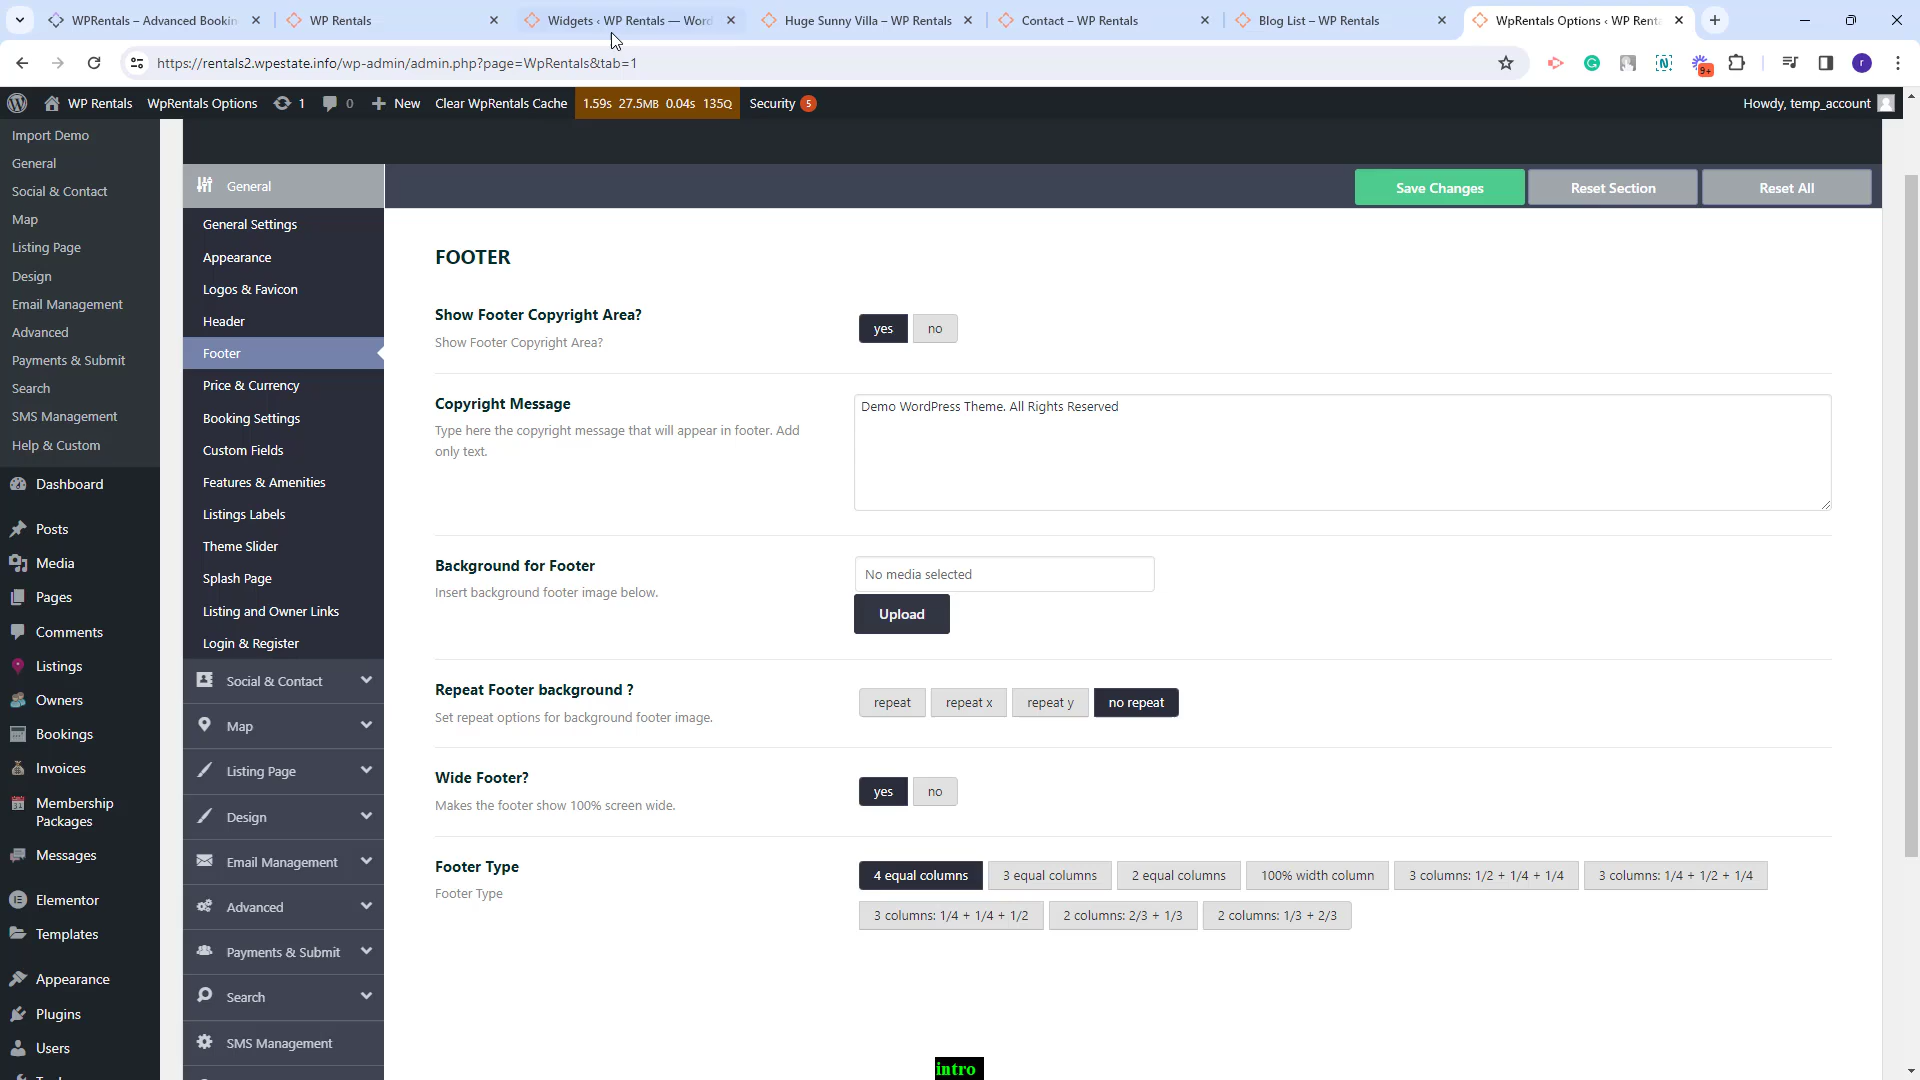 WPRentals – Advanced Bookin
WP Rentals
Widgets ‹ WP Rentals — Word
Huge Sunny Villa – WP Rentals
Contact – WP Rentals
Blog List – WP Rentals
WpRentals Options ‹ WP Renta
https://rentals2.wpestate.info/wp-admin/admin.php?page=WpRentals&tab=1
9+
r
WP Rentals
WpRentals Options
1
0
New
Clear WpRentals Cache
1.59s 27.5MB 0.04s 135Q
Security 5
Howdy, temp_account
Import Demo
General
Social & Contact
Map
Listing Page
Design
Email Management
Advanced
Payments & Submit
Search
SMS Management
Help & Custom
Dashboard
Posts
Media
Pages
Comments
Listings
Owners
Bookings
Invoices
Membership
Packages
Messages
Elementor
Templates
Appearance
Plugins
Users
General
General Settings
Appearance
Logos & Favicon
Header
Footer
Price & Currency
Booking Settings
Custom Fields
Features & Amenities
Listings Labels
Theme Slider
Splash Page
Listing and Owner Links
Login & Register
Social & Contact
Map
Listing Page
Design
Email Management
Advanced
Payments & Submit
Search
SMS Management
Save Changes
Reset Section
Reset All
FOOTER
Show Footer Copyright Area?
Show Footer Copyright Area?
yes no
Copyright Message
Type here the copyright message that will appear in footer. Add
only text.
Demo WordPress Theme. All Rights Reserved
Background for Footer
Insert background footer image below.
No media selected
Upload
Repeat Footer background ?
Set repeat options for background footer image.
repeat repeat x repeat y no repeat
Wide Footer?
Makes the footer show 100% screen wide.
yes no
Footer Type
Footer Type
4 equal columns 3 equal columns 2 equal columns 100% width column 3 columns: 1/2 + 1/4 + 1/4 3 columns: 1/4 + 1/2 + 1/4
3 columns: 1/4 + 1/4 + 1/2 2 columns: 2/3 + 1/3 2 columns: 1/3 + 2/3
intro